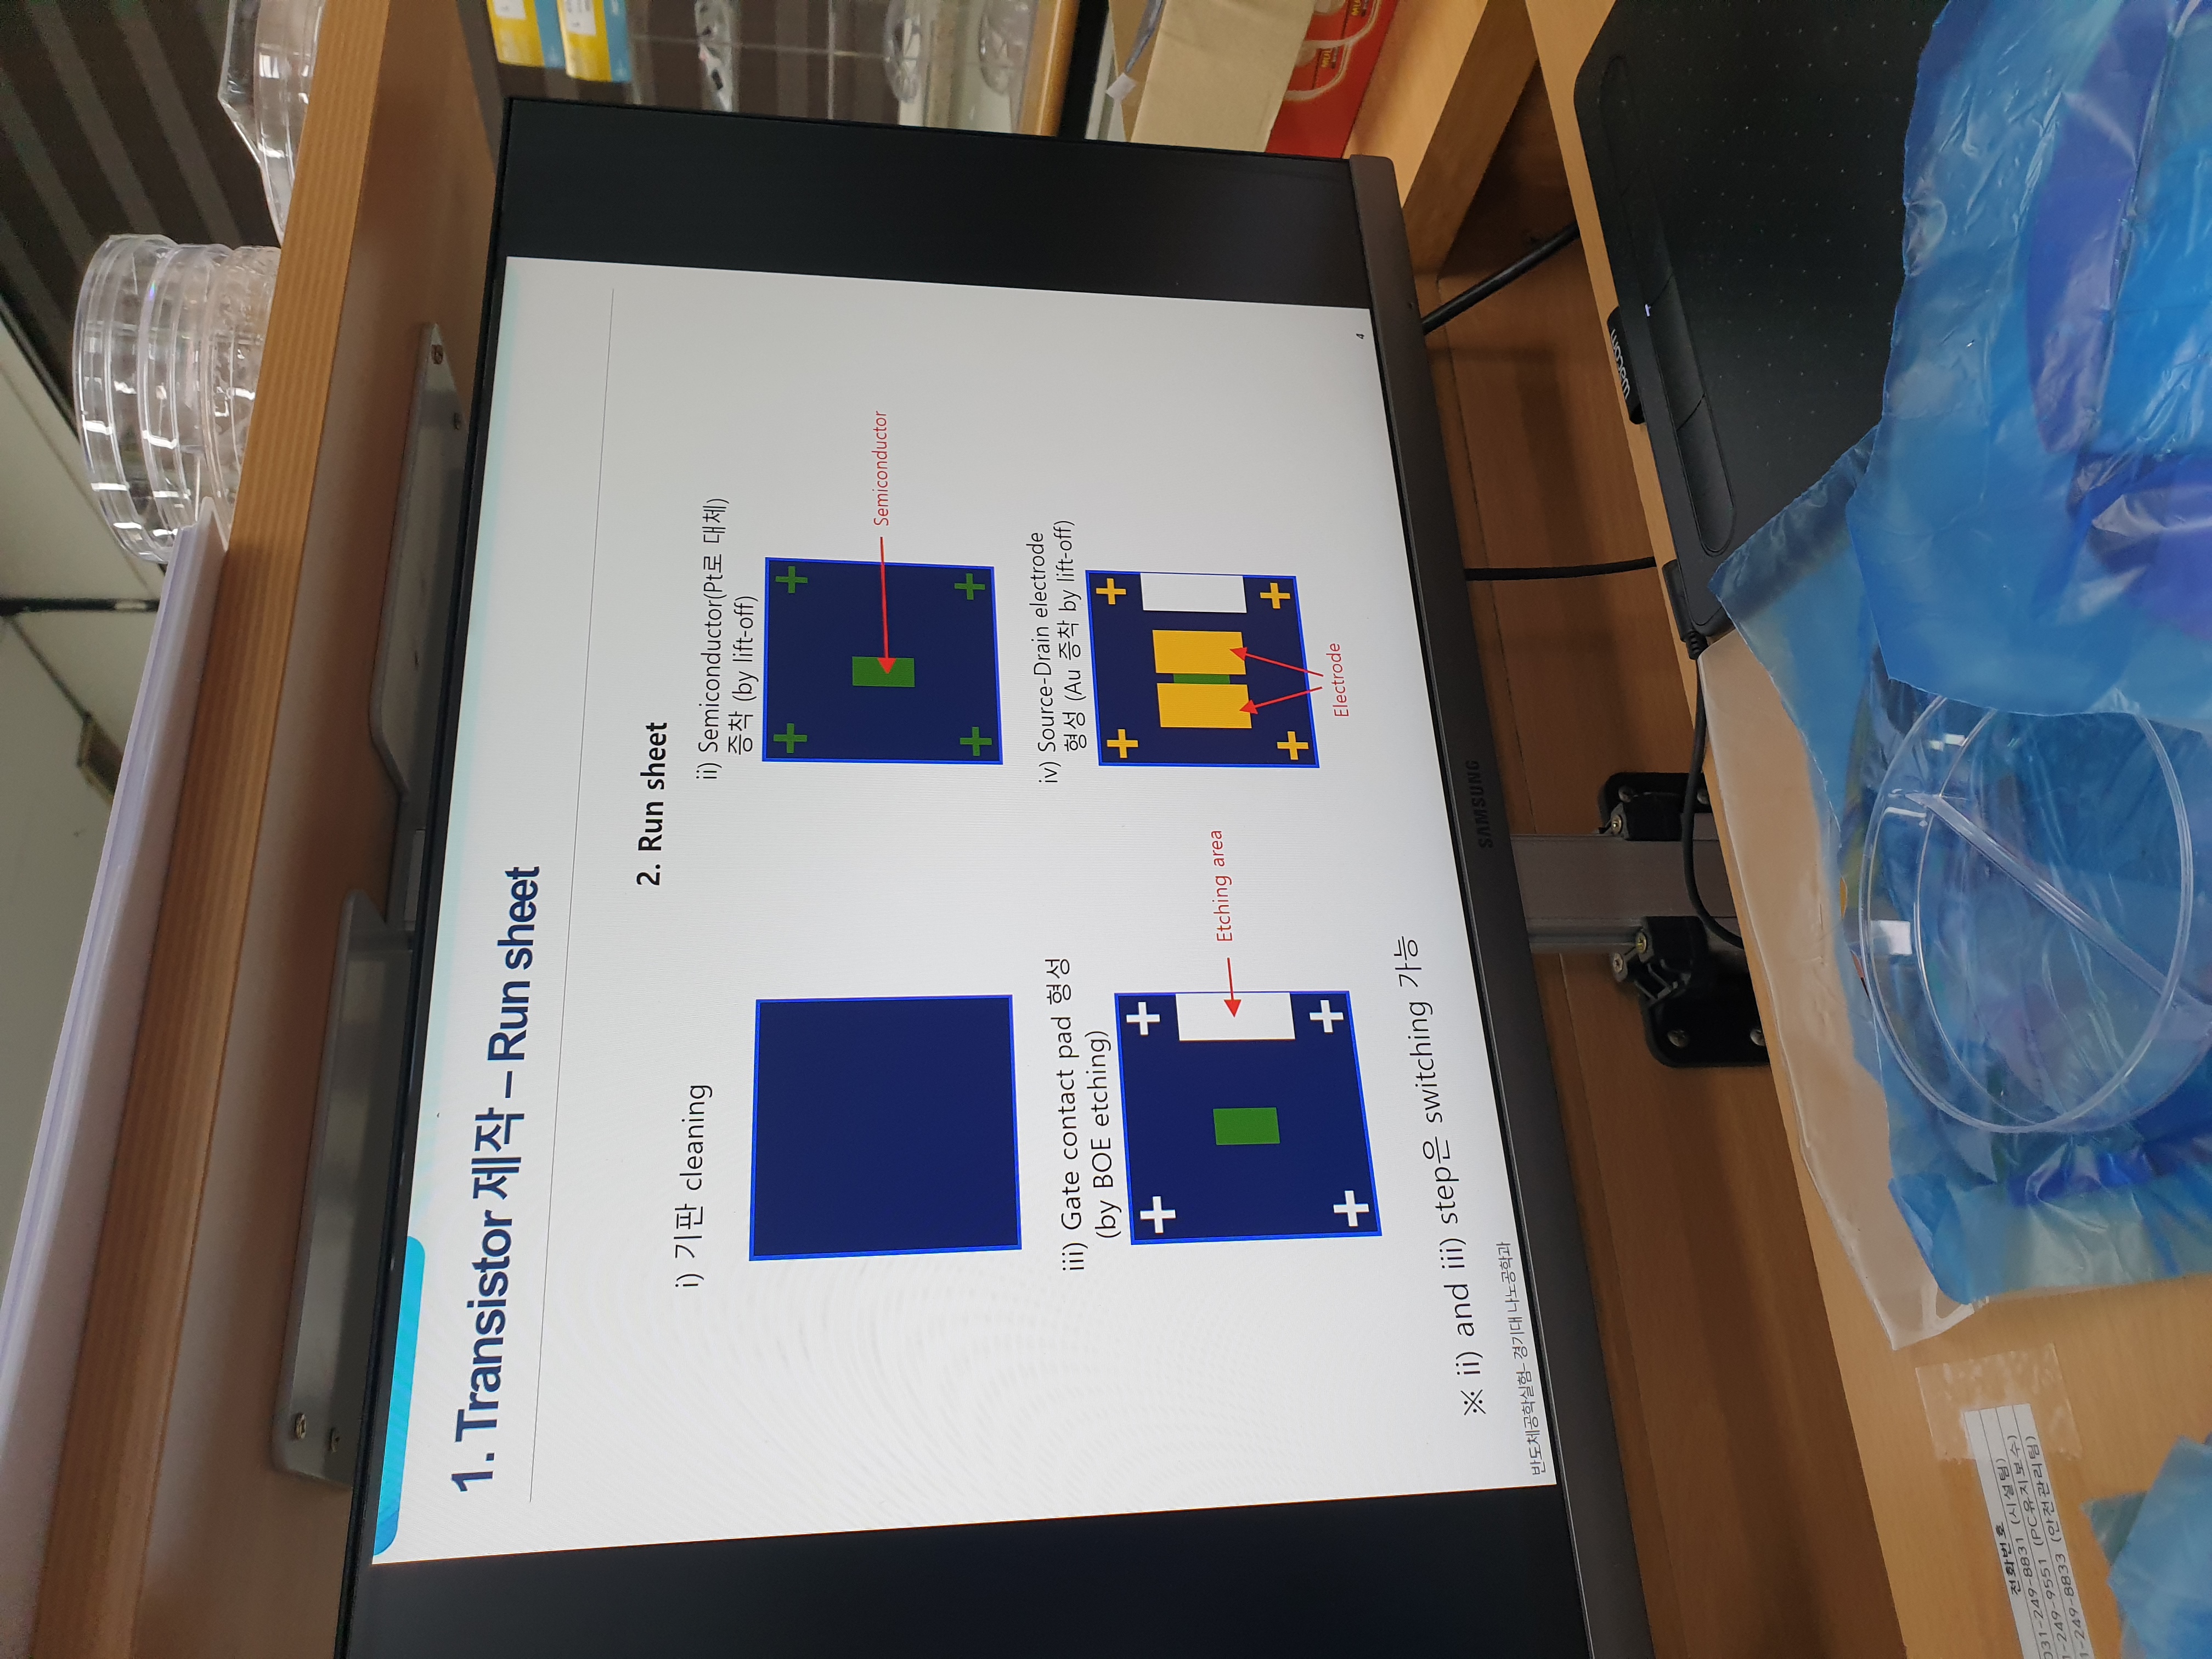 1. Transistor 제작 – Run sheet
2. Run sheet
i) 기판 cleaning
ii) Semiconductor(Pt로 대체)
증착 (by lift-off)
Semiconductor
iii) Gate contact pad 형성
(by BOE etching)
Etching area
iv) Source-Drain electrode
형성 (Au 증착 by lift-off)
Electrode
4
※ ii) and iii) step은 switching 가능
반도체공학실험– 경기대 나노공학과
SAMSUNG
wacom
전화번호
031-249-8831 (시설팀)
1-249-9551 (PC유지보수)
1-249-8833 (안전관리팀)